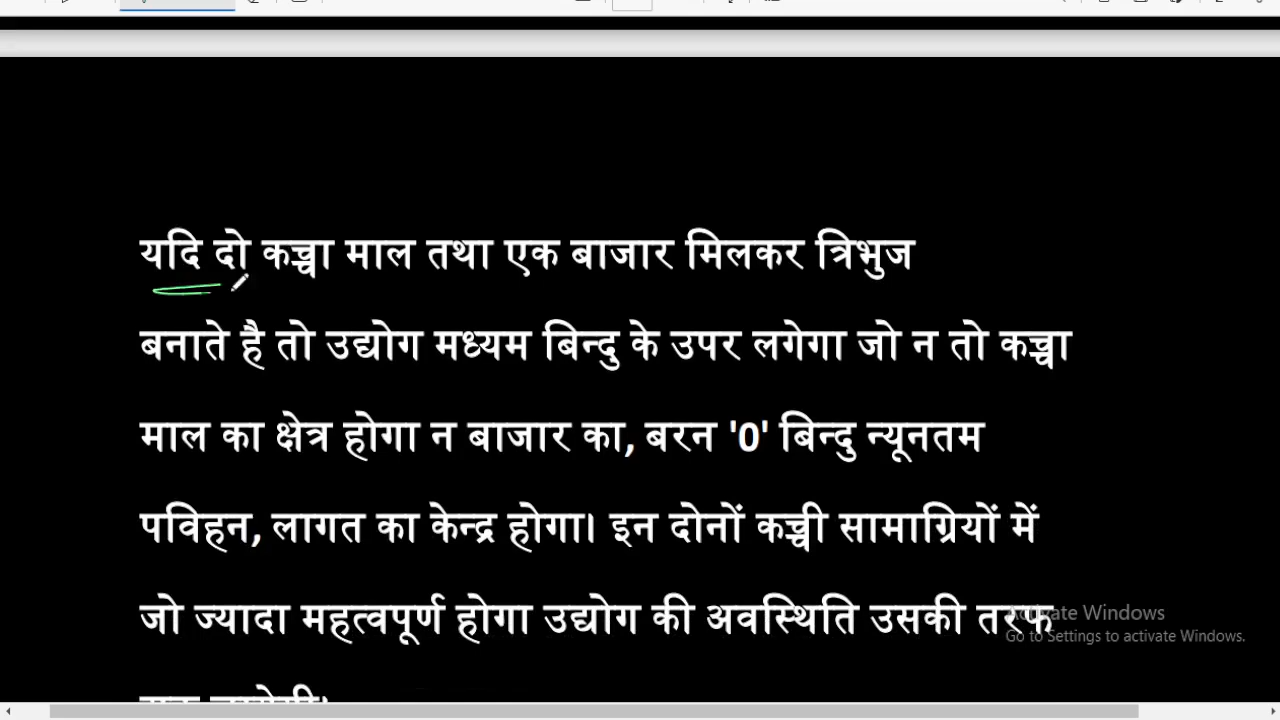 यदि दो कच्चा माल तथा एक बाजार मिलकर त्रिभुज
बनाते है तो उद्योग मध्यम बिन्दु के उपर लगेगा जो न तो कच्चा
माल का क्षेत्र होगा न बाजार का, बरन '0' बिन्दु न्यूनतम
पविहन, लागत का केन्द्र होगा। इन दोनों कच्ची सामाग्रियों में
जो ज्यादा महत्वपूर्ण होगा उद्योग की अवस्थिति उसकी तरफ
Activate Windows
Go to Settings to activate Windows.